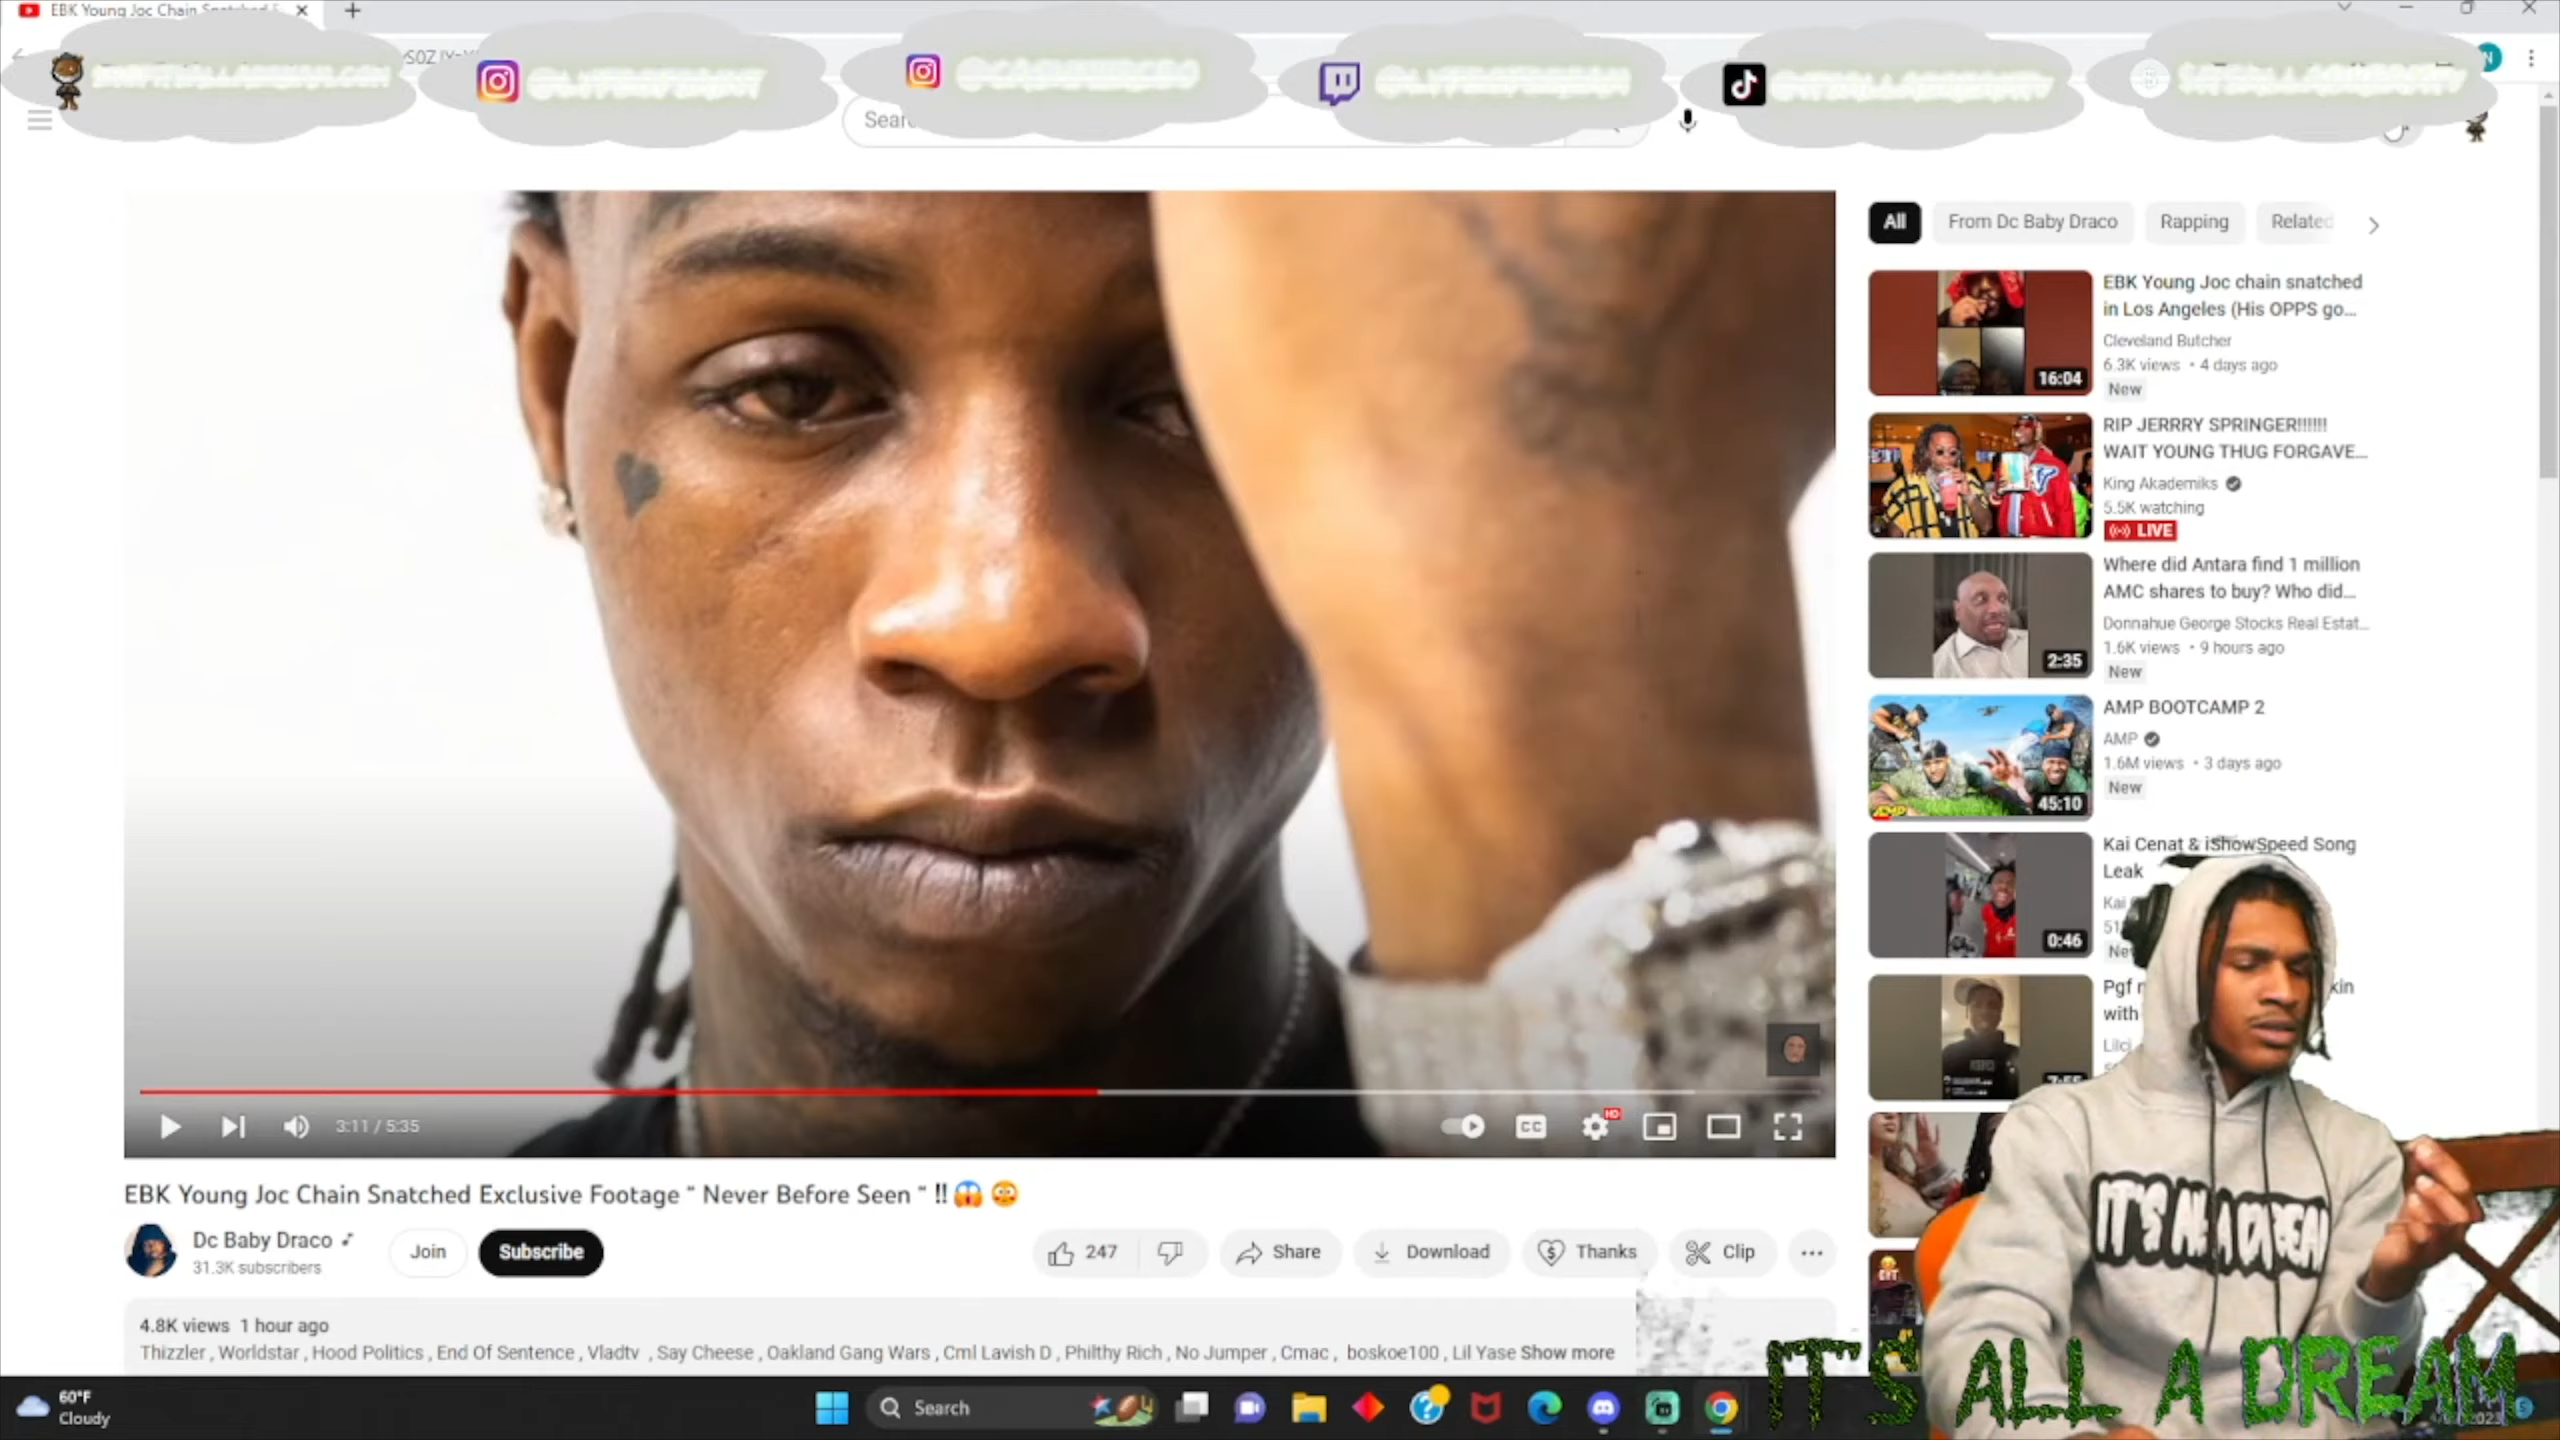 EBK Young Joc Chain Snatched
All
From Dc Baby Draco
Rapping
Related
EBK Young Joc chain snatched
in Los Angeles (His OPPS go...
Cleveland Butcher
6.3K views • 4 days ago
New
16:04
RIP JERRRY SPRINGER!!!!!!
WAIT YOUNG THUG FORGAVE...
King Akademiks
5.5K watching
LIVE
Where did Antara find 1 million
AMC shares to buy? Who did...
Donnahue George Stocks Real Estat...
1.6K views • 9 hours ago
New
2:35
AMP BOOTCAMP 2
AMP
1.6M views • 3 days ago
New
45:10
Kai Cenat & iShowSpeed Song
Leak
Kai
0:46
Pgf
with
3:11 / 5:35
CC
HD
EBK Young Joc Chain Snatched Exclusive Footage " Never Before Seen " ‼😱😳
Dc Baby Draco
31.3K subscribers
Join
Subscribe
247
Share
Download
Thanks
Clip
4.8K views 1 hour ago
Thizzler , Worldstar , Hood Politics , End Of Sentence , Vladtv , Say Cheese , Oakland Gang Wars , Cml Lavish D , Philthy Rich , No Jumper , Cmac , boskoe100 , Lil Yase Show more
IT'S ALL A DREAM
IT'S ALL A DREAM
60°F
Cloudy
Search